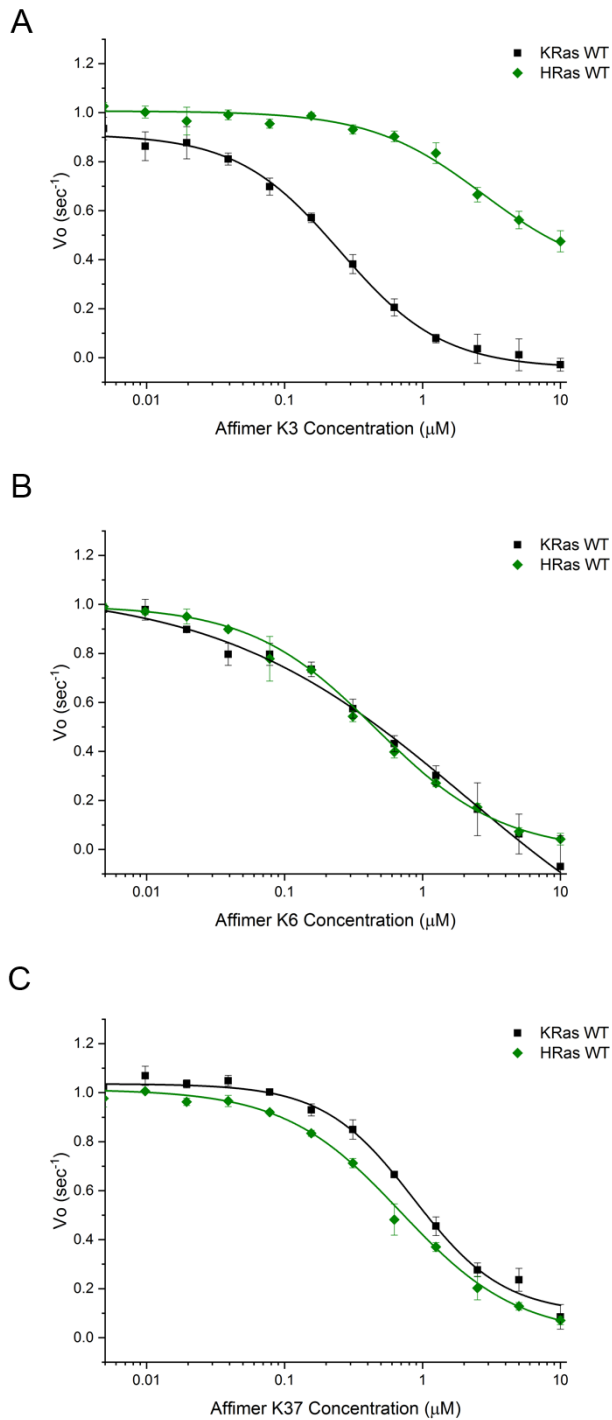 A
KRas WT
HRas WT
1.2
1.0
0.8
0.6
0.4
0.2
0.0
Vo (sec⁻¹)
0.01 0.1 1 10
Affimer K3 Concentration (μM)
B
KRas WT
HRas WT
1.2
1.0
0.8
0.6
0.4
0.2
0.0
Vo (sec⁻¹)
0.01 0.1 1 10
Affimer K6 Concentration (μM)
C
KRas WT
HRas WT
1.2
1.0
0.8
0.6
0.4
0.2
0.0
Vo (sec⁻¹)
0.01 0.1 1 10
Affimer K37 Concentration (μM)